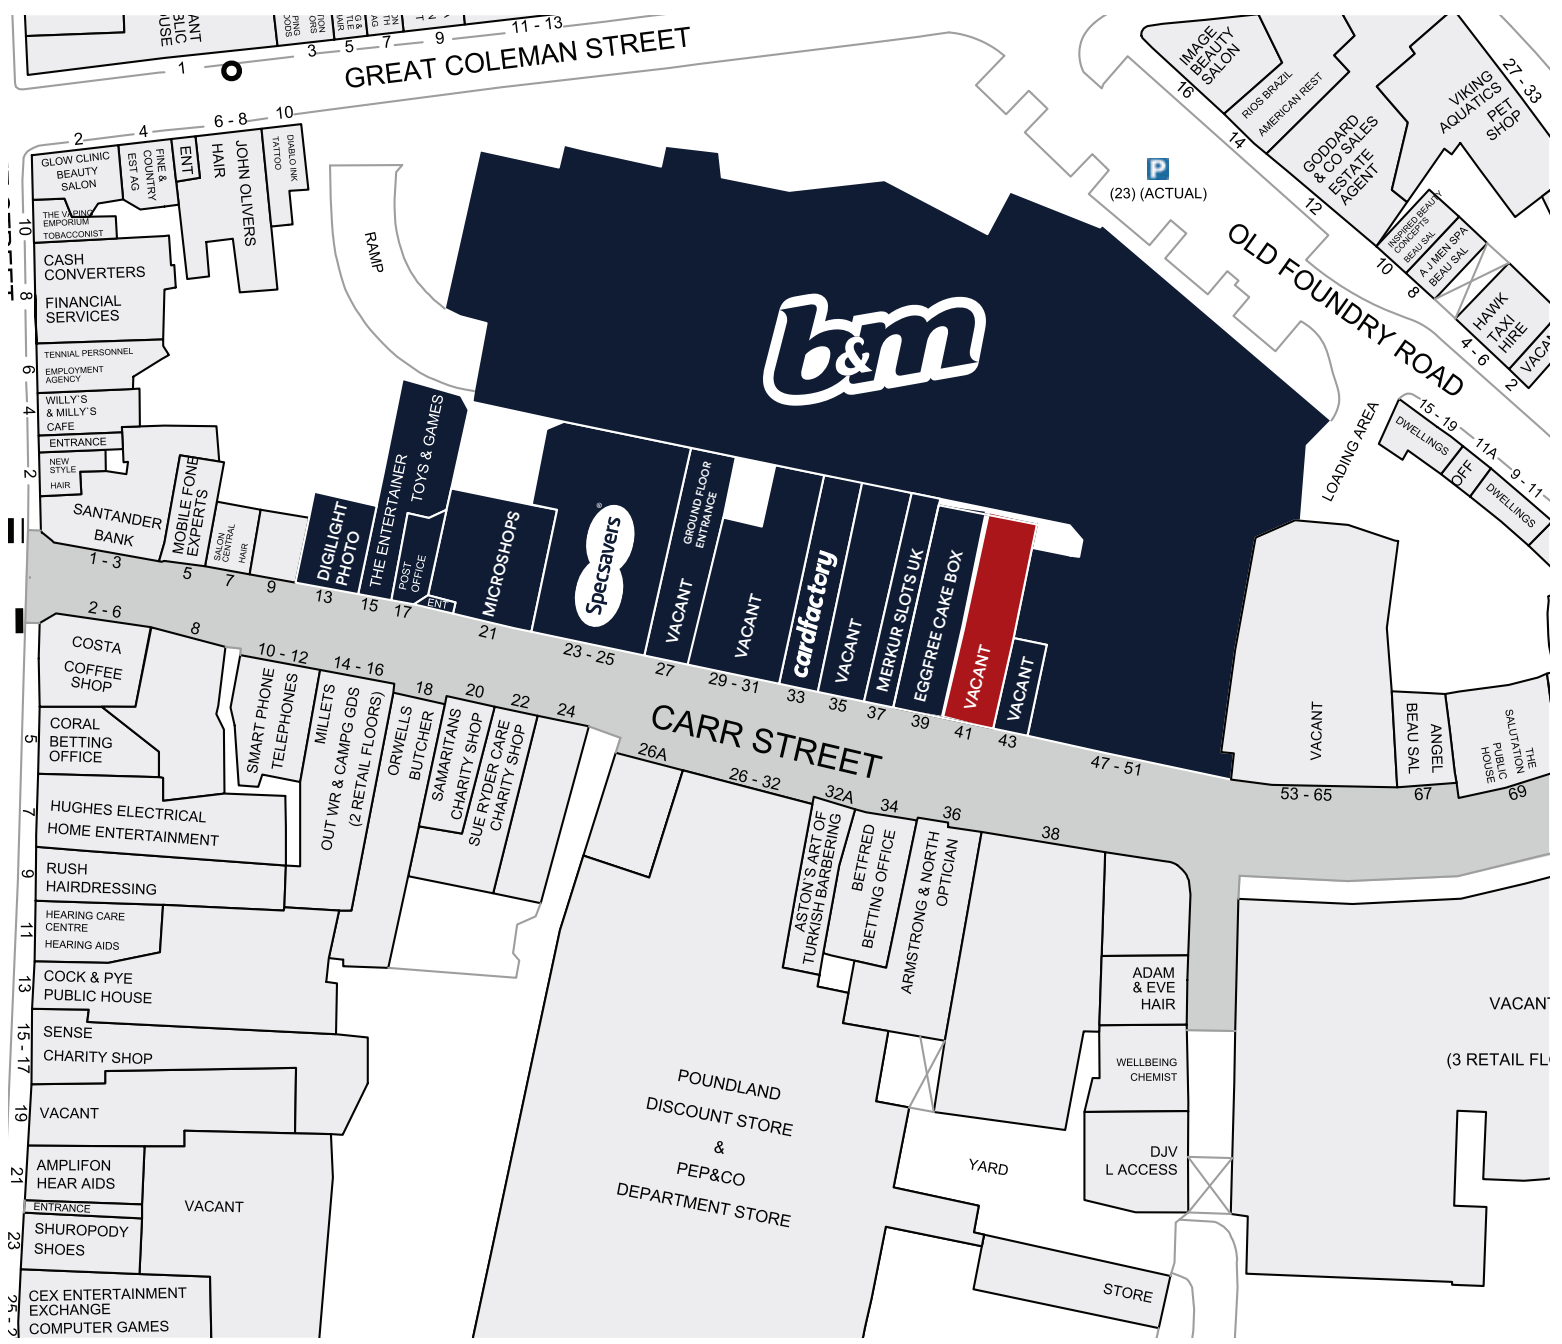 11 - 13
9
7
5
3
1
GREAT COLEMAN STREET
2
4
6 - 8
10
GLOW CLINIC
BEAUTY
SALON
FINE &
COUNTRY
EST AG
ENT
JOHN OLIVERS
HAIR
DIABLO INK
TATTOO
THE VAPING
EMPORIUM
TOBACCONIST
10
CASH
CONVERTERS
FINANCIAL
SERVICES
8
TENNIAL PERSONNEL
EMPLOYMENT
AGENCY
6
WILLY`S
& MILLY`S
CAFE
4
ENTRANCE
NEW
STYLE
HAIR
2
SANTANDER
BANK
1 - 3
MOBILE FONE
EXPERTS
5
SALON
CENTRAL
HAIR
7
9
RAMP
DIGILIGHT
PHOTO
13
THE ENTERTAINER
TOYS & GAMES
15
POST
OFFICE
17
ENT
MICROSHOPS
21
b&m
Specsavers
®
23 - 25
GROUND FLOOR
ENTRANCE
VACANT
27
VACANT
29 - 31
cardfactory
33
VACANT
35
MERKUR SLOTS UK
37
EGGFREE CAKE BOX
39
VACANT
41
VACANT
43
47 - 51
P
(23) (ACTUAL)
OLD FOUNDRY ROAD
IMAGE
BEAUTY
SALON
16
RIOS BRAZIL
AMERICAN REST
14
GODDARD
& CO SALES
ESTATE
AGENT
12
VIKING
AQUATICS
PET
SHOP
27 - 33
INSPIRED BEAUTY
CONCEPTS
BEAU SAL
10
A J MEN SPA
BEAU SAL
8
HAWK
TAXI
HIRE
4 - 6
2
LOADING AREA
15 - 19
DWELLINGS
11A
OFF
9 - 11
DWELLINGS
VACANT
53 - 65
ANGEL
BEAU SAL
67
THE
SALUTATION
PUBLIC
HOUSE
69
CARR STREET
2 - 6
COSTA
COFFEE
SHOP
8
10 - 12
SMART PHONE
TELEPHONES
14 - 16
MILLETS
OUT WR & CAMPG GDS
(2 RETAIL FLOORS)
18
ORWELLS
BUTCHER
20
SAMARITANS
CHARITY SHOP
22
SUE RYDER CARE
CHARITY SHOP
24
26A
26 - 32
32A
ASTON`S ART OF
TURKISH BARBERING
34
BETFRED
BETTING OFFICE
36
ARMSTRONG & NORTH
OPTICIAN
38
CORAL
BETTING
OFFICE
5
HUGHES ELECTRICAL
HOME ENTERTAINMENT
7
RUSH
HAIRDRESSING
9
HEARING CARE
CENTRE
HEARING AIDS
11
COCK & PYE
PUBLIC HOUSE
13
SENSE
CHARITY SHOP
15 - 17
VACANT
19
AMPLIFON
HEAR AIDS
21
VACANT
ENTRANCE
SHUROPODY
SHOES
23
CEX ENTERTAINMENT
EXCHANGE
COMPUTER GAMES
POUNDLAND
DISCOUNT STORE
&
PEP&CO
DEPARTMENT STORE
ADAM
& EVE
HAIR
WELLBEING
CHEMIST
DJV
L ACCESS
YARD
STORE
VACANT
(3 RETAIL FL